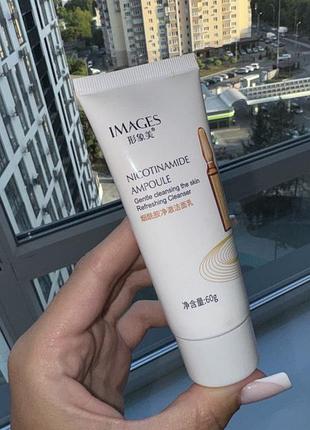 IMAGES
形象美®
NICOTINAMIDE
AMPOULE
Gentle cleansing the skin
Refreshing Cleanser
烟酰胺净澈洁面乳
净含量:60g